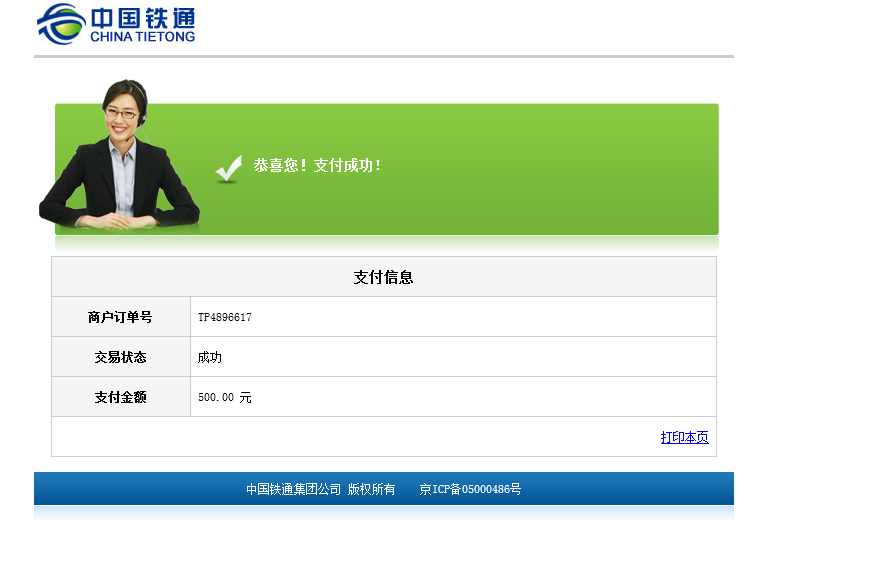 中国铁通
CHINA TIETONG
恭喜您！支付成功！
支付信息
商户订单号 TP4896617
交易状态 成功
支付金额 500.00 元
打印本页
中国铁通集团公司 版权所有 京ICP备05000486号